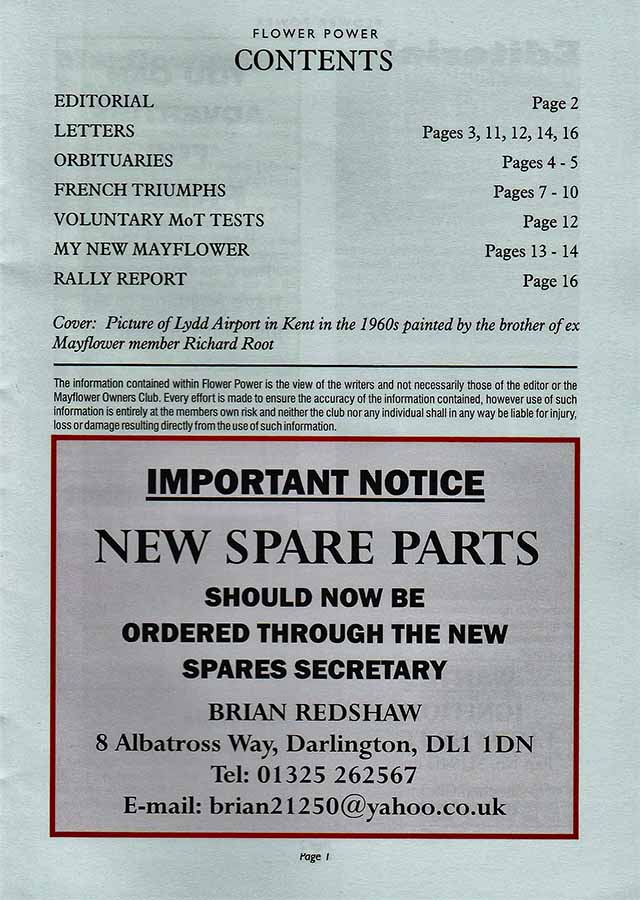 FLOWER POWER
CONTENTS
EDITORIAL Page 2
LETTERS Pages 3, 11, 12, 14, 16
ORBITUARIES Pages 4 - 5
FRENCH TRIUMPHS Pages 7 - 10
VOLUNTARY MoT TESTS Page 12
MY NEW MAYFLOWER Pages 13 - 14
RALLY REPORT Page 16
Cover: Picture of Lydd Airport in Kent in the 1960s painted by the brother of ex
Mayflower member Richard Root
The information contained within Flower Power is the view of the writers and not necessarily those of the editor or the
Mayflower Owners Club. Every effort is made to ensure the accuracy of the information contained, however use of such
information is entirely at the members own risk and neither the club nor any individual shall in any way be liable for injury,
loss or damage resulting directly from the use of such information.
IMPORTANT NOTICE
NEW SPARE PARTS
SHOULD NOW BE
ORDERED THROUGH THE NEW
SPARES SECRETARY
BRIAN REDSHAW
8 Albatross Way, Darlington, DL1 1DN
Tel: 01325 262567
E-mail: brian21250@yahoo.co.uk
Page 1